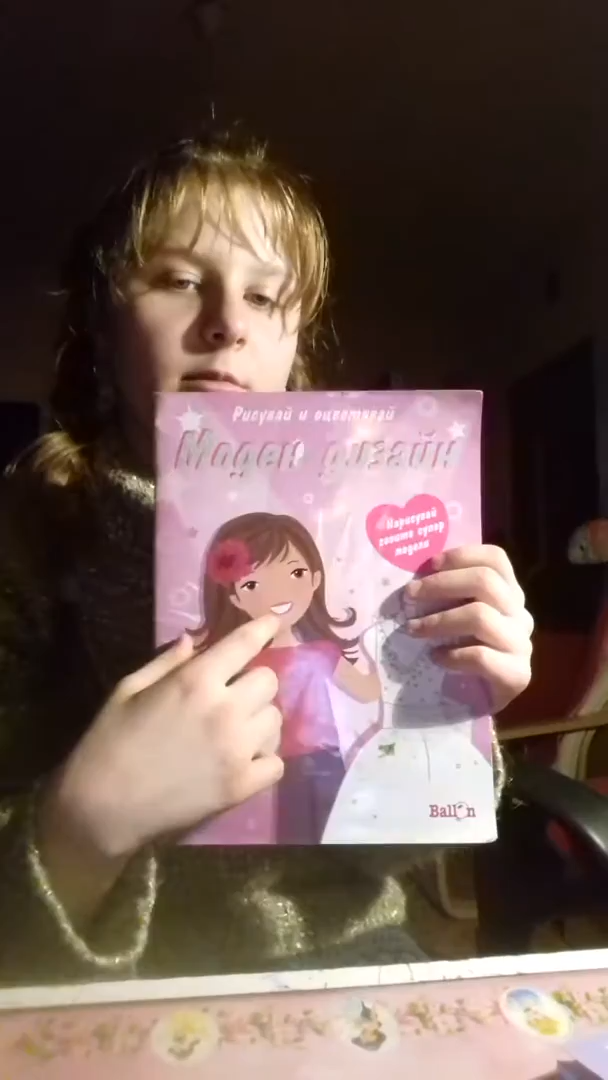 Рисувай и оцветявай
Моден дизайн
Нарисувай
своите супер
модели
Ballon